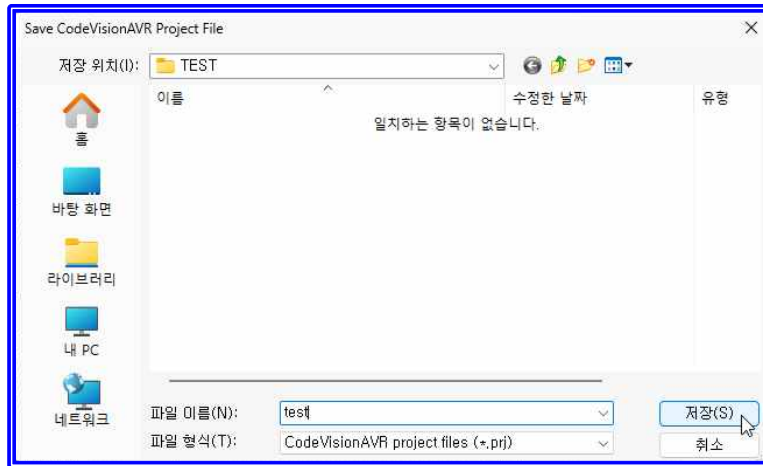 Save CodeVisionAVR Project File
저장 위치(I): TEST
이름 수정한 날짜 유형
일치하는 항목이 없습니다.
홈
바탕 화면
라이브러리
내 PC
네트워크
파일 이름(N): test 저장(S)
파일 형식(T): CodeVisionAVR project files (*.prj) 취소